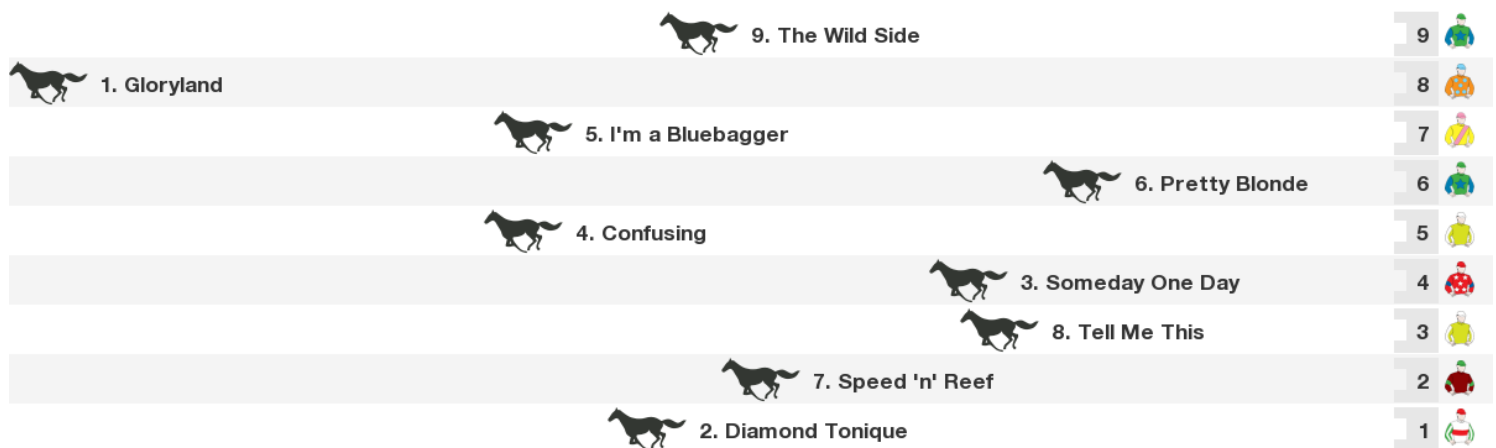 9. The Wild Side 9
1. Gloryland 8
5. I'm a Bluebagger 7
6. Pretty Blonde 6
4. Confusing 5
3. Someday One Day 4
8. Tell Me This 3
7. Speed 'n' Reef 2
2. Diamond Tonique 1